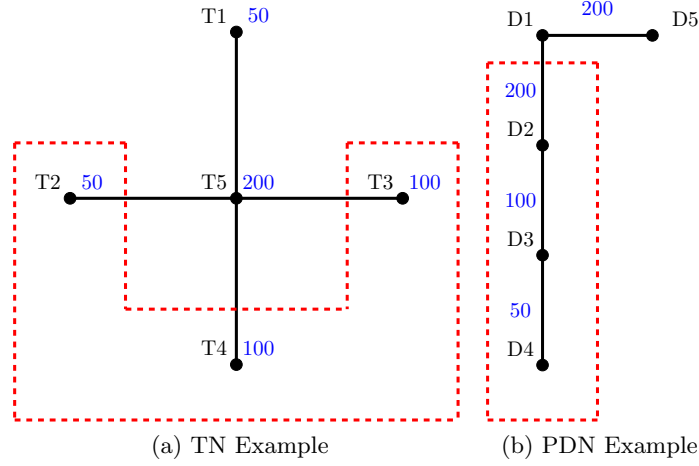 T1 50
T2 50
T5 200
T3 100
T4 100
(a) TN Example
D1 200 D5
200
D2
100
D3
50
D4
(b) PDN Example